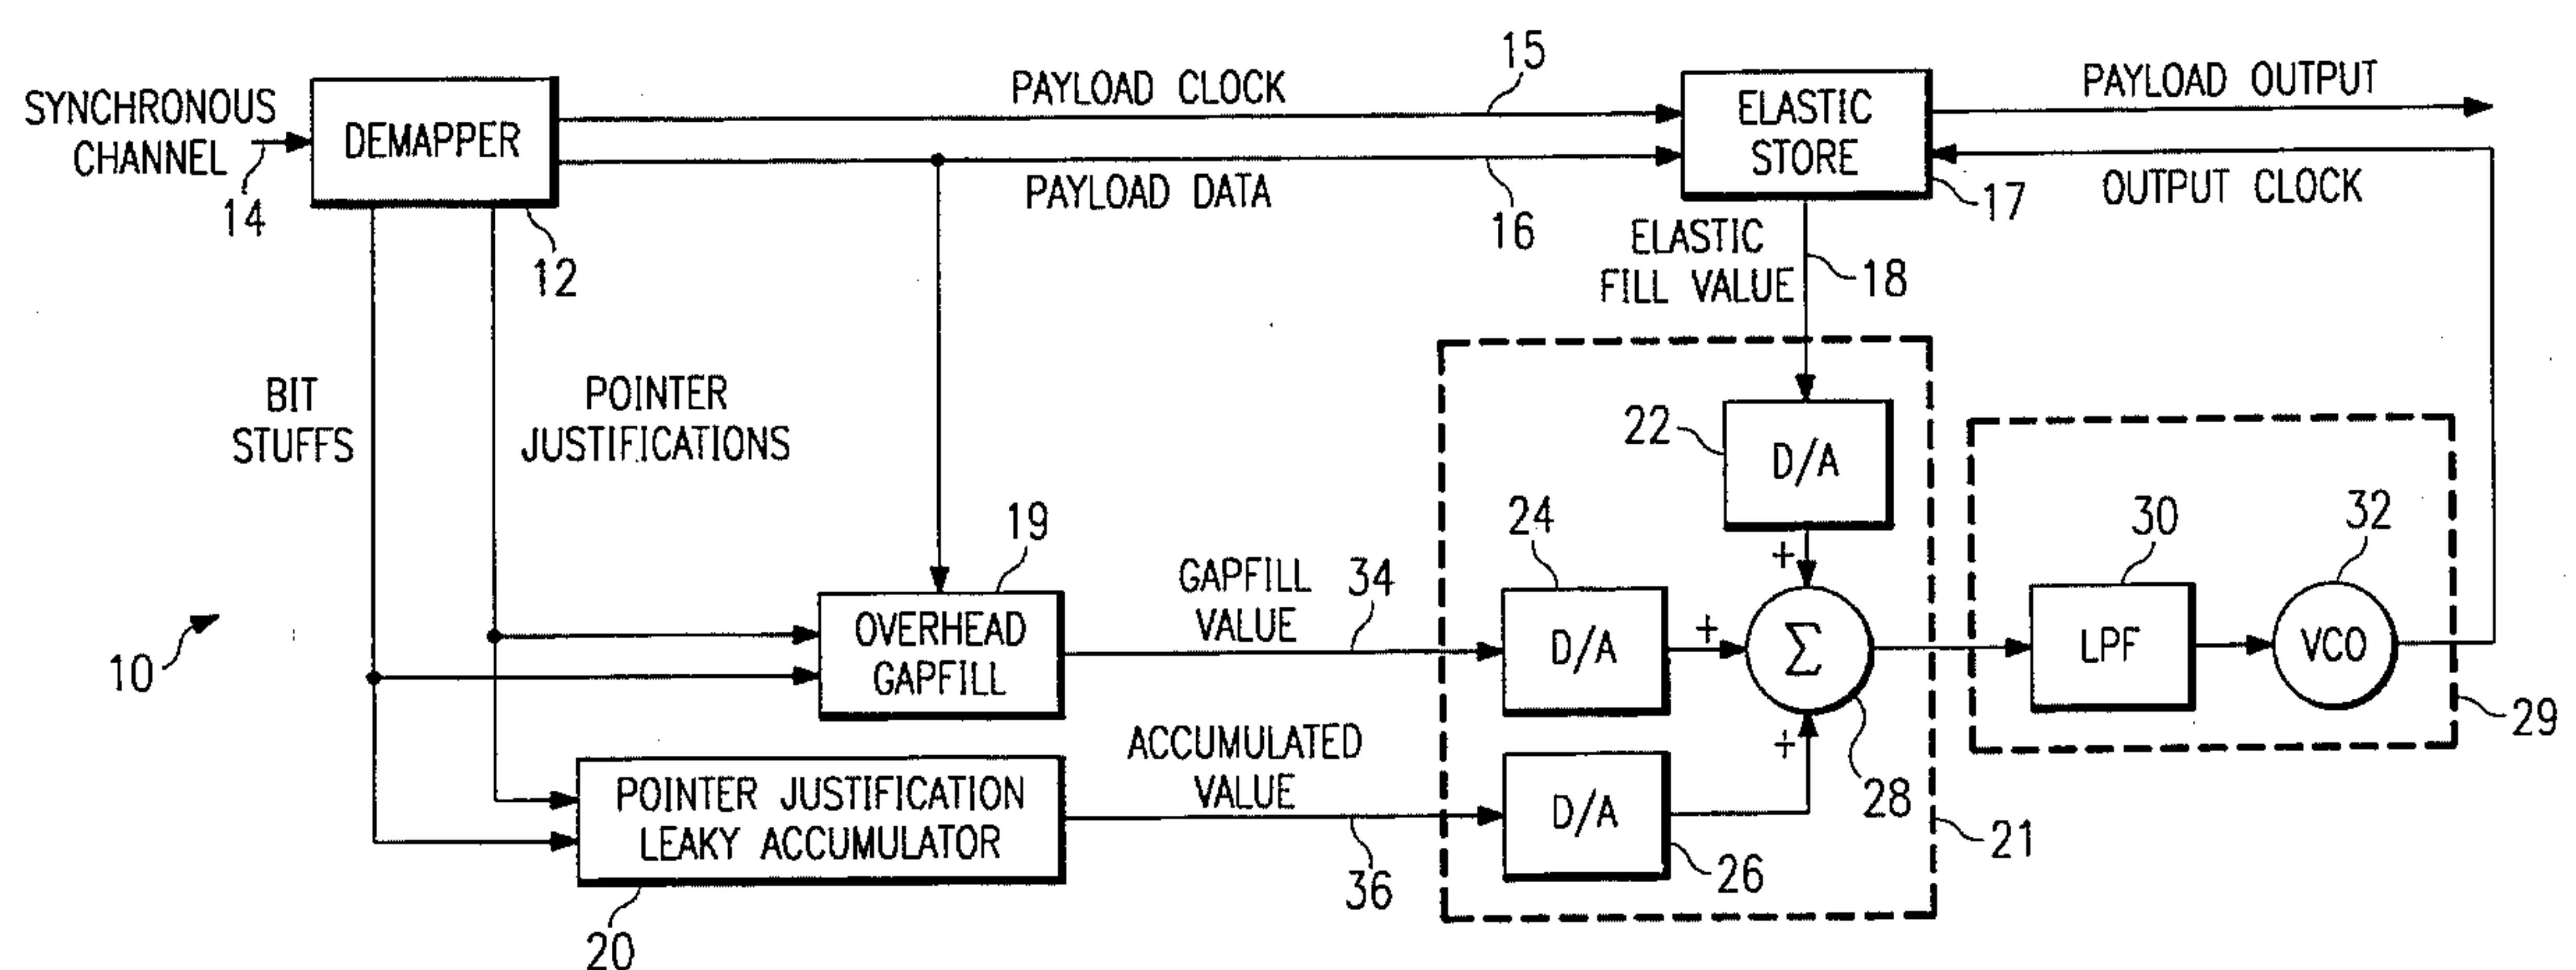 SYNCHRONOUS
CHANNEL
14
DEMAPPER
12
PAYLOAD CLOCK
15
PAYLOAD DATA
16
ELASTIC
STORE
17
PAYLOAD OUTPUT
OUTPUT CLOCK
ELASTIC
FILL VALUE
18
BIT
STUFFS
POINTER
JUSTIFICATIONS
10
19
OVERHEAD
GAPFILL
GAPFILL
VALUE
34
POINTER JUSTIFICATION
LEAKY ACCUMULATOR
20
ACCUMULATED
VALUE
36
22
D/A
+
24
D/A
+
Σ
28
+
D/A
26
21
30
LPF
32
VCO
29